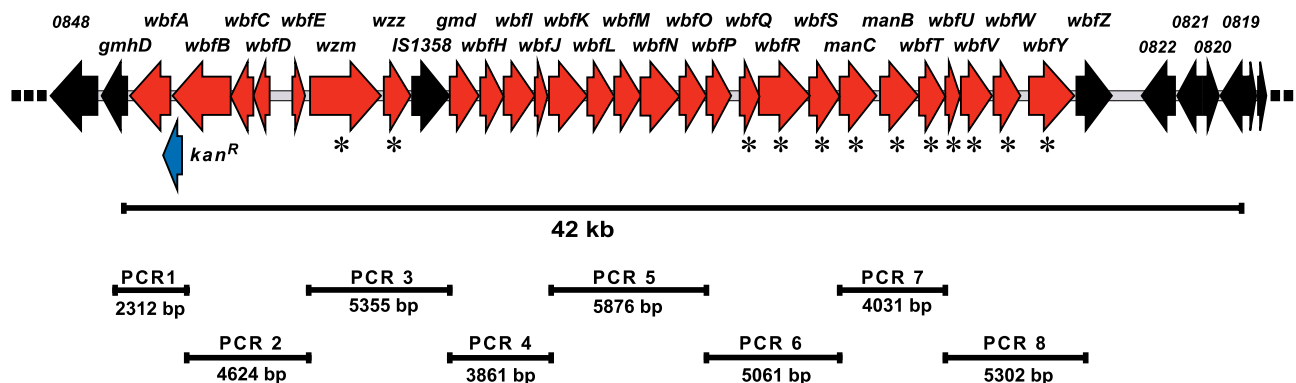 wbfA wbfC wbfE wzz gmd wbfI wbfK wbfM wbfO wbfQ wbfS manB wbfU wbfW wbfZ 0821 0819
0848 gmhD wbfB wbfD wzm IS1358 wbfH wbfJ wbfL wbfN wbfP wbfR manC wbfT wbfV wbfY 0822 0820
* * * * * * * * * * *
kanR
42 kb
PCR1 PCR 3 PCR 5 PCR 7
2312 bp 5355 bp 5876 bp 4031 bp
PCR 2 PCR 4 PCR 6 PCR 8
4624 bp 3861 bp 5061 bp 5302 bp